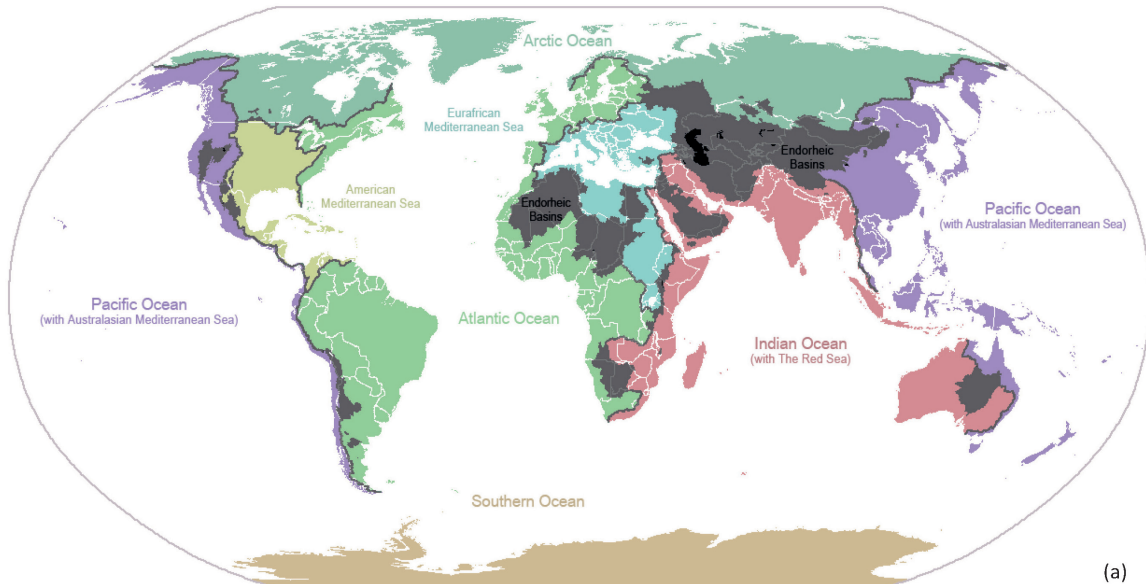 Arctic Ocean
Eurafrican
Mediterranean Sea
Endorheic
Basins
American
Mediterranean Sea
Endorheic
Basins
Pacific Ocean
(with Australasian Mediterranean Sea)
Pacific Ocean
(with Australasian Mediterranean Sea)
Atlantic Ocean
Indian Ocean
(with The Red Sea)
Southern Ocean
(a)